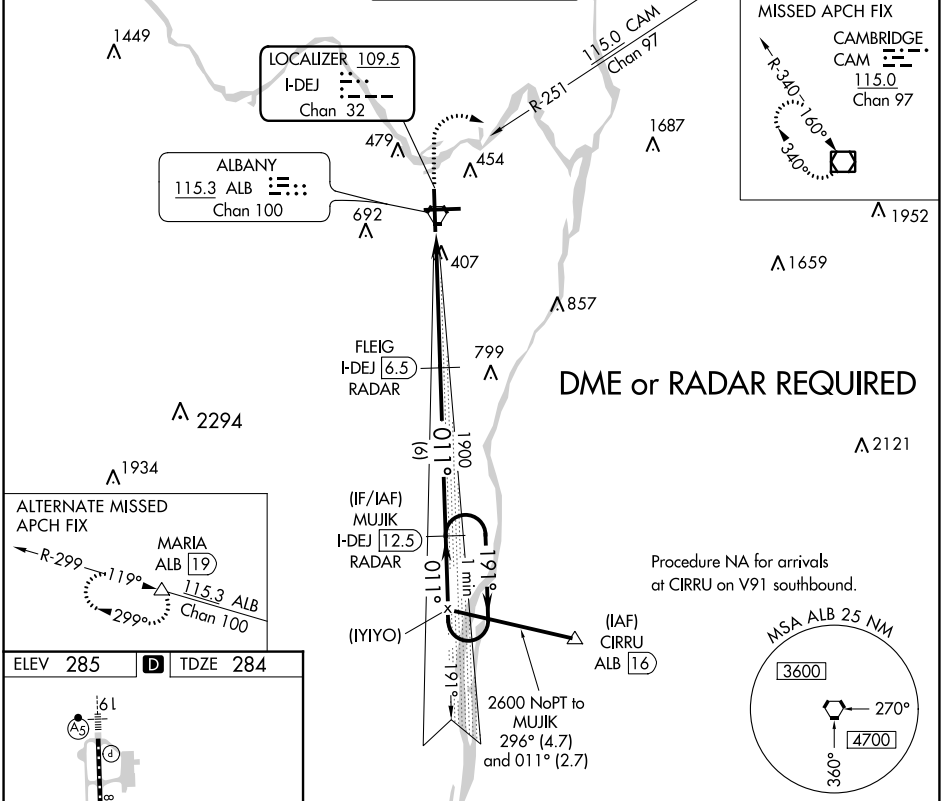 1449
LOCALIZER 109.5
I-DEJ
Chan 32
115.0 CAM
Chan 97
R-251
MISSED APCH FIX
CAMBRIDGE
CAM
115.0
Chan 97
R-340
160°
340°
479
454
1687
ALBANY
115.3 ALB
Chan 100
692
1952
407
1659
857
FLEIG
I-DEJ 6.5
RADAR
799
DME or RADAR REQUIRED
2294
011°
(6)
1900
2121
1934
ALTERNATE MISSED
APCH FIX
R-299
119°
299°
MARIA
ALB 19
115.3 ALB
Chan 100
(IF/IAF)
MUJIK
I-DEJ 12.5
RADAR
011°
1 min
191°
(IYIYO)
191°
(IAF)
CIRRU
ALB 16
2600 NoPT to
MUJIK
296° (4.7)
and 011° (2.7)
Procedure NA for arrivals
at CIRRU on V91 southbound.
MSA ALB 25 NM
3600
270°
4700
360°
ELEV 285
D
TDZE 284
19
A5
P
8